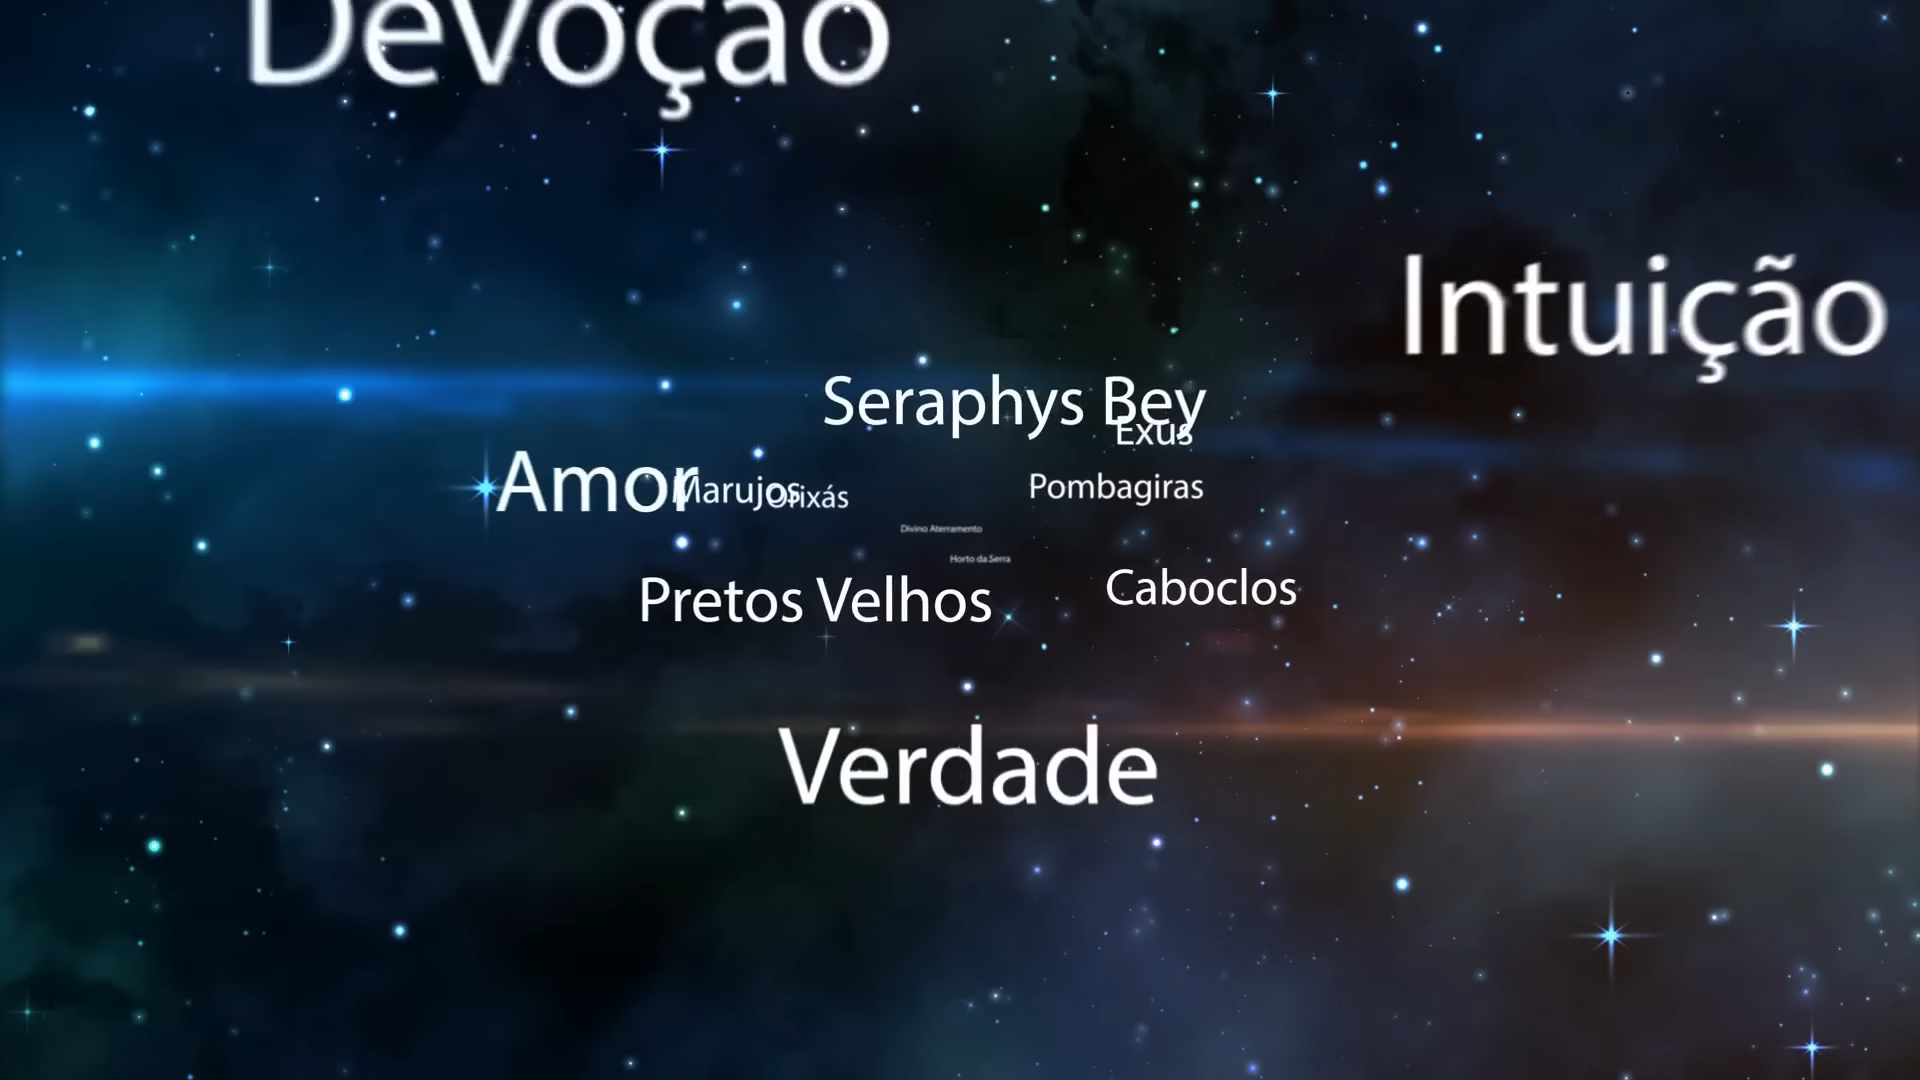 Devoção
Intuição
Seraphys Bey
Exus
Amor
Marujos
Orixás
Pombagiras
Divino Aterramento
Horto da Serra
Pretos Velhos
Caboclos
Verdade